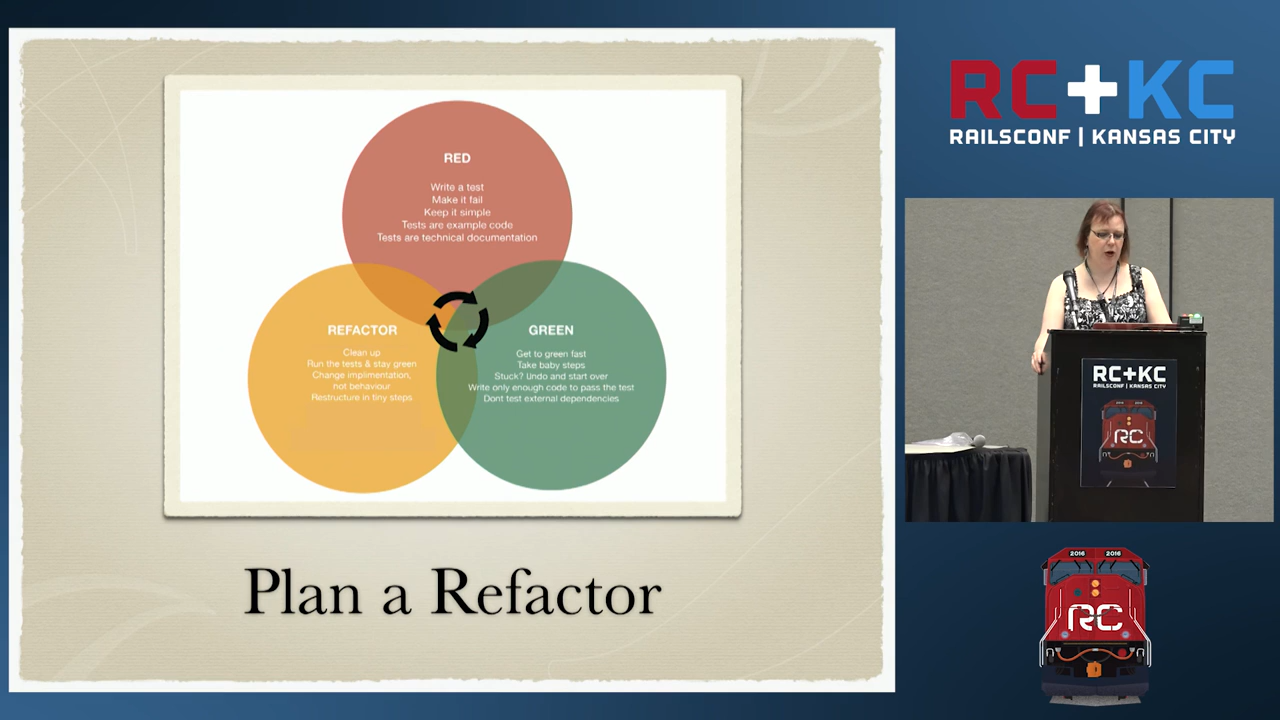 RED
Write a test
Make it fail
Keep it simple
Tests are example code
Tests are technical documentation
REFACTOR
Clean up
Run the tests & stay green
Change implimentation,
not behaviour
Restructure in tiny steps
GREEN
Get to green fast
Take baby steps
Stuck? Undo and start over
Write only enough code to pass the test
Dont test external dependencies
Plan a Refactor
RC+KC
RAILSCONF | KANSAS CITY
RC+KC
RAILSCONF | KANSAS CITY
RC
2016 2016
RC